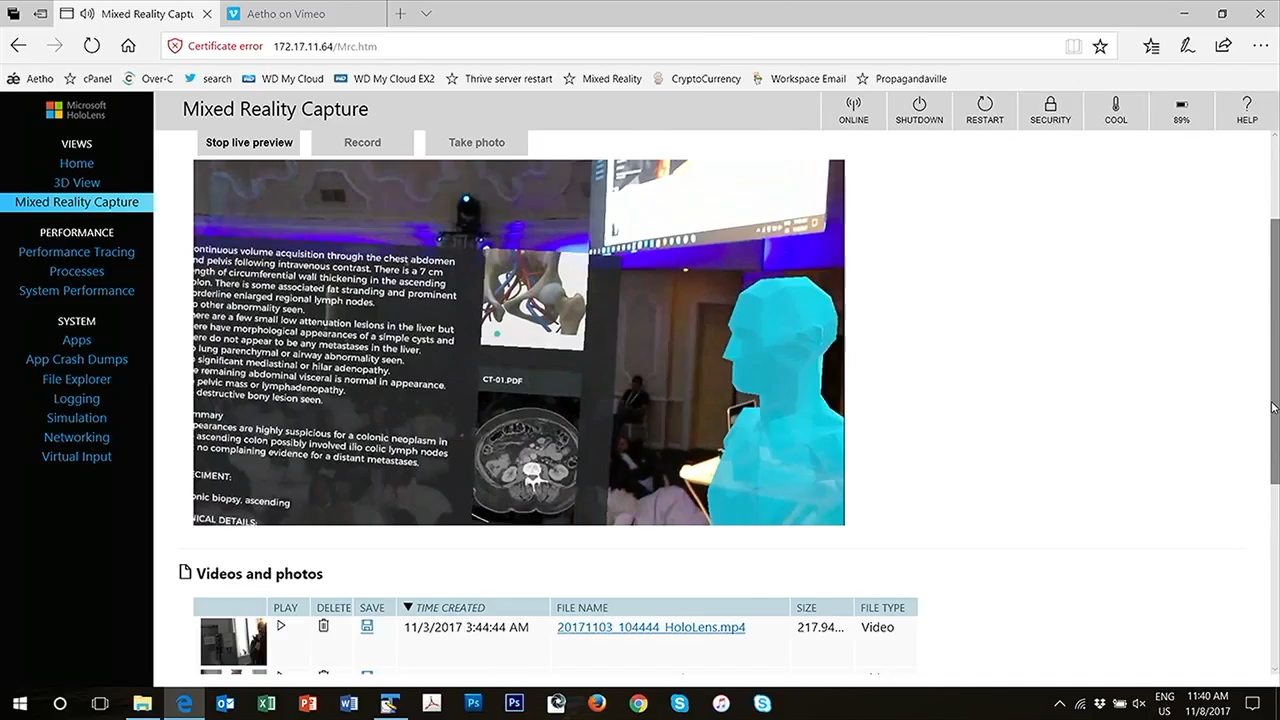 Mixed Reality Captu
Aetho on Vimeo
Certificate error
172.17.11.64/Mrc.htm
Aetho
cPanel
Over-C
search
WD My Cloud
WD My Cloud EX2
Thrive server restart
Mixed Reality
CryptoCurrency
Workspace Email
Propagandaville
Microsoft
HoloLens
VIEWS
Home
3D View
Mixed Reality Capture
PERFORMANCE
Performance Tracing
Processes
System Performance
SYSTEM
Apps
App Crash Dumps
File Explorer
Logging
Simulation
Networking
Virtual Input
Mixed Reality Capture
ONLINE
SHUTDOWN
RESTART
SECURITY
COOL
89%
HELP
Stop live preview
Record
Take photo
ontinuous volume acquisition through the chest abdomen
nd pelvis following intravenous contrast. There is a 7 cm
ngth of circumferential wall thickening in the ascending
olon. There is some associated fat stranding and prominent
orderline enlarged regional lymph nodes.
o other abnormality seen.
ere are a few small low attenuation lesions in the liver but
ere have morphological appearances of a simple cysts and
ere do not appear to be any metastases in the liver.
lung parenchymal or airway abnormality seen.
significant mediastinal or hilar adenopathy.
e remaining abdominal visceral is normal in appearance.
pelvic mass or lymphadenopathy.
destructive bony lesion seen.
mmary
pearances are highly suspicious for a colonic neoplasm in
ascending colon possibly involved ilio colic lymph nodes
no complaining evidence for a distant metastases.
ECIMENT:
onic biopsy, ascending
NICAL DETAILS:
CT-01.PDF
Videos and photos
PLAY
DELETE
SAVE
TIME CREATED
FILE NAME
SIZE
FILE TYPE
11/3/2017 3:44:44 AM
20171103_104444_HoloLens.mp4
217.94...
Video
ENG
US
11:40 AM
11/8/2017